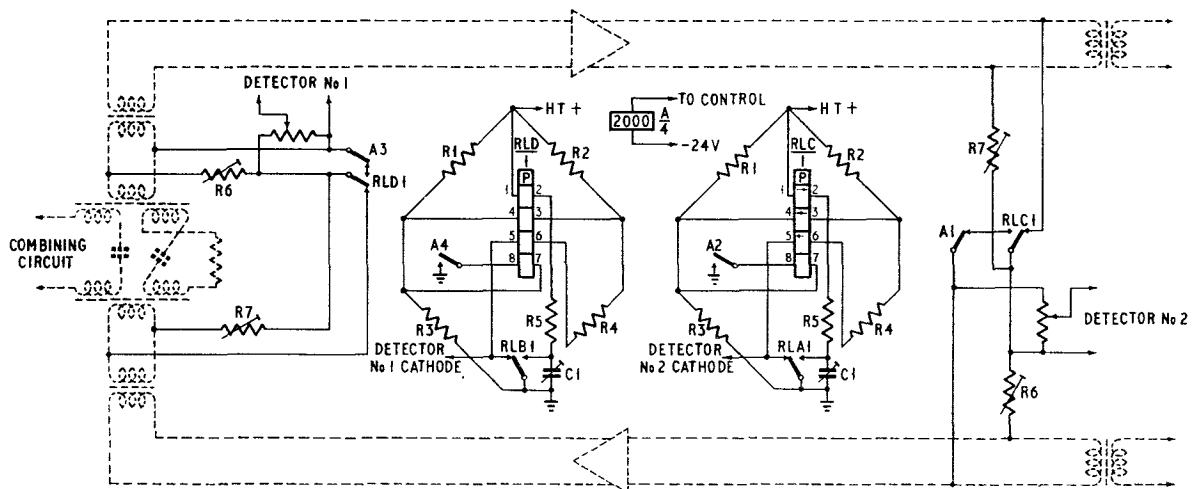 DETECTOR No 1
A3
RLD1
R6
COMBINING CIRCUIT
R7
HT +
R1
RLD
1
R2
P
1 2
4 3
5 6
8 7
A4
R3
R5
R4
DETECTOR No 1 CATHODE
RLB1
C1
TO CONTROL
2000
A
4
-24V
HT +
R1
RLC
1
R2
P
1 2
4 3
5 6
8 7
A2
R3
R5
R4
DETECTOR No 2 CATHODE
RLA1
C1
R7
A1
RLC1
DETECTOR No 2
R6